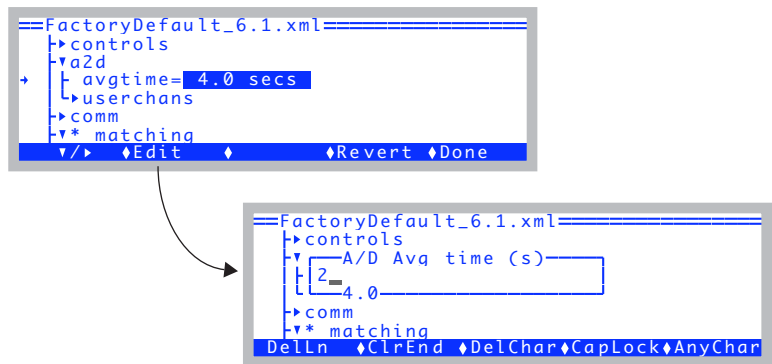 FactoryDefault_6.1.xml
controls
a2d
avgtime= 4.0 secs
userchans
comm
* matching
/ Edit Revert Done
FactoryDefault_6.1.xml
controls
A/D Avg time (s)
2_
4.0
comm
* matching
DelLn ClrEnd DelChar CapLock AnyChar